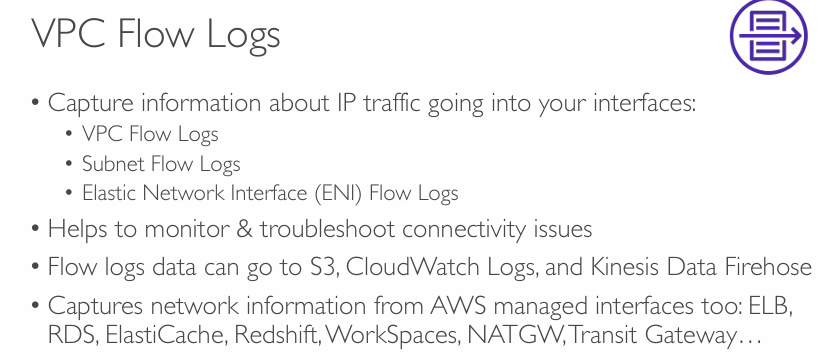 VPC Flow Logs
• Capture information about IP traffic going into your interfaces:
• VPC Flow Logs
• Subnet Flow Logs
• Elastic Network Interface (ENI) Flow Logs
• Helps to monitor & troubleshoot connectivity issues
• Flow logs data can go to S3, CloudWatch Logs, and Kinesis Data Firehose
• Captures network information from AWS managed interfaces too: ELB,
RDS, ElastiCache, Redshift, WorkSpaces, NATGW, Transit Gateway…